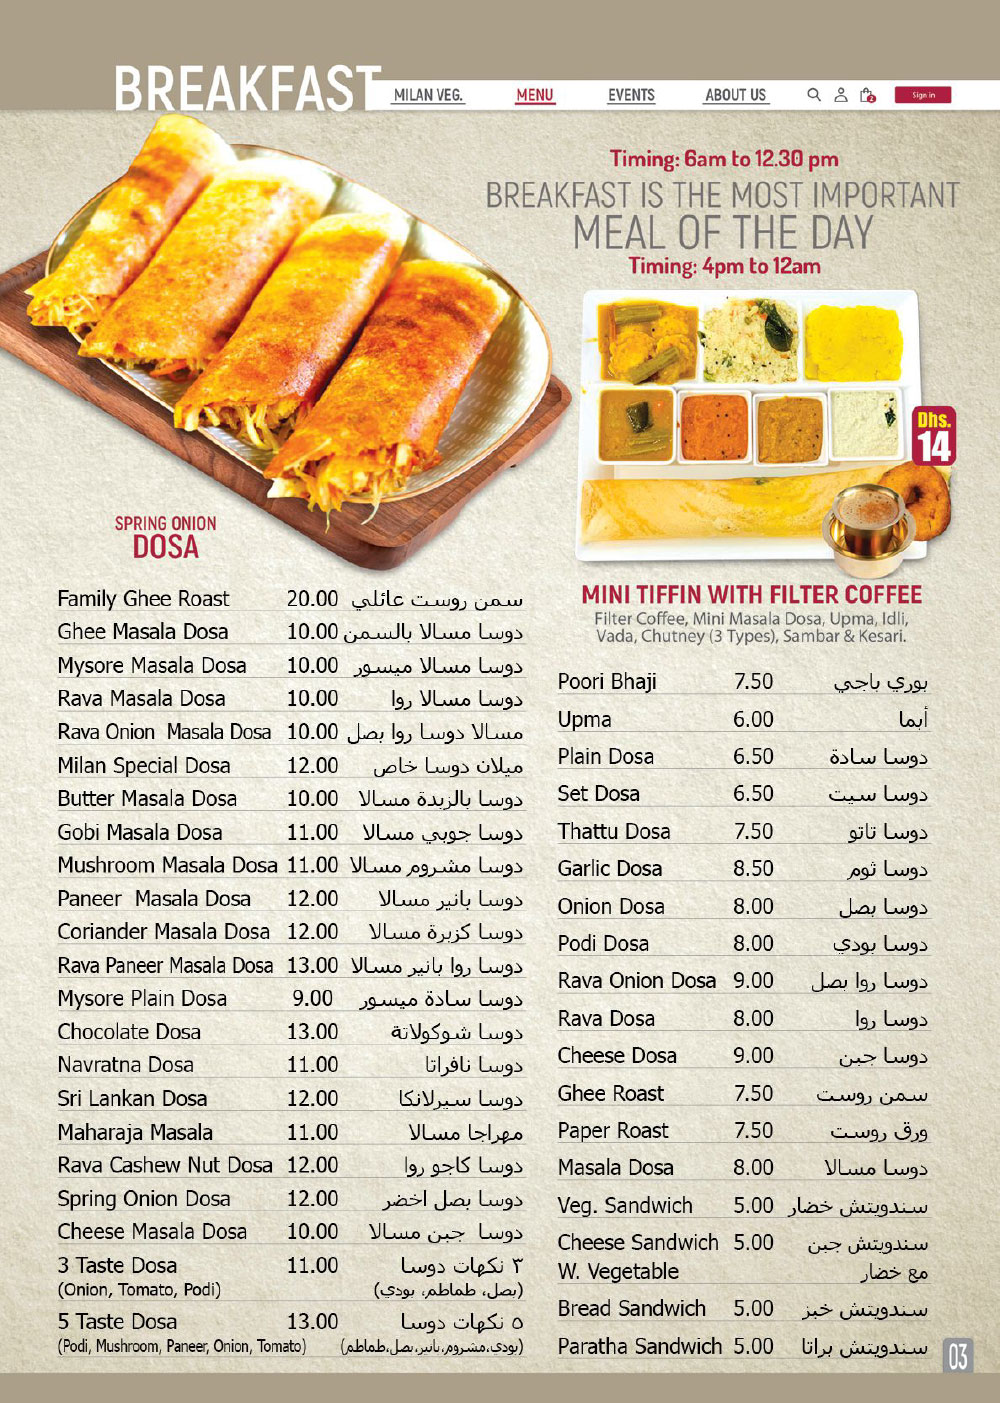 BREAKFAST
MILAN VEG. MENU EVENTS ABOUT US 2 Sign in
Timing: 6am to 12.30 pm
BREAKFAST IS THE MOST IMPORTANT
MEAL OF THE DAY
Timing: 4pm to 12am
Dhs.
14
SPRING ONION
DOSA
Family Ghee Roast 20.00 سمن روست عائلي
Ghee Masala Dosa 10.00 دوسا مسالا بالسمن
Mysore Masala Dosa 10.00 دوسا مسالا ميسور
Rava Masala Dosa 10.00 دوسا مسالا روا
Rava Onion Masala Dosa 10.00 مسالا دوسا روا بصل
Milan Special Dosa 12.00 ميلان دوسا خاص
Butter Masala Dosa 10.00 دوسا بالزبدة مسالا
Gobi Masala Dosa 11.00 دوسا جوبي مسالا
Mushroom Masala Dosa 11.00 دوسا مشروم مسالا
Paneer Masala Dosa 12.00 دوسا بانير مسالا
Coriander Masala Dosa 12.00 دوسا كزبرة مسالا
Rava Paneer Masala Dosa 13.00 دوسا روا بانير مسالا
Mysore Plain Dosa 9.00 دوسا سادة ميسور
Chocolate Dosa 13.00 دوسا شوكولاتة
Navratna Dosa 11.00 دوسا نافراتا
Sri Lankan Dosa 12.00 دوسا سيرلانكا
Maharaja Masala 11.00 مهراجا مسالا
Rava Cashew Nut Dosa 12.00 دوسا كاجو روا
Spring Onion Dosa 12.00 دوسا بصل اخضر
Cheese Masala Dosa 10.00 دوسا جبن مسالا
3 Taste Dosa 11.00 ٣ نكهات دوسا
(Onion, Tomato, Podi) (بصل، طماطم، بودي)
5 Taste Dosa 13.00 ٥ نكهات دوسا
(Podi, Mushroom, Paneer, Onion, Tomato) (بودي،مشروم،بانير،بصل،طماطم)
MINI TIFFIN WITH FILTER COFFEE
Filter Coffee, Mini Masala Dosa, Upma, Idli,
Vada, Chutney (3 Types), Sambar & Kesari.
Poori Bhaji 7.50 بوري باجي
Upma 6.00 أبما
Plain Dosa 6.50 دوسا سادة
Set Dosa 6.50 دوسا سيت
Thattu Dosa 7.50 دوسا تاتو
Garlic Dosa 8.50 دوسا ثوم
Onion Dosa 8.00 دوسا بصل
Podi Dosa 8.00 دوسا بودي
Rava Onion Dosa 9.00 دوسا روا بصل
Rava Dosa 8.00 دوسا روا
Cheese Dosa 9.00 دوسا جبن
Ghee Roast 7.50 سمن روست
Paper Roast 7.50 ورق روست
Masala Dosa 8.00 دوسا مسالا
Veg. Sandwich 5.00 سندويتش خضار
Cheese Sandwich 5.00 سندويتش جبن
W. Vegetable مع خضار
Bread Sandwich 5.00 سندويتش خبز
Paratha Sandwich 5.00 سندويتش براتا
03